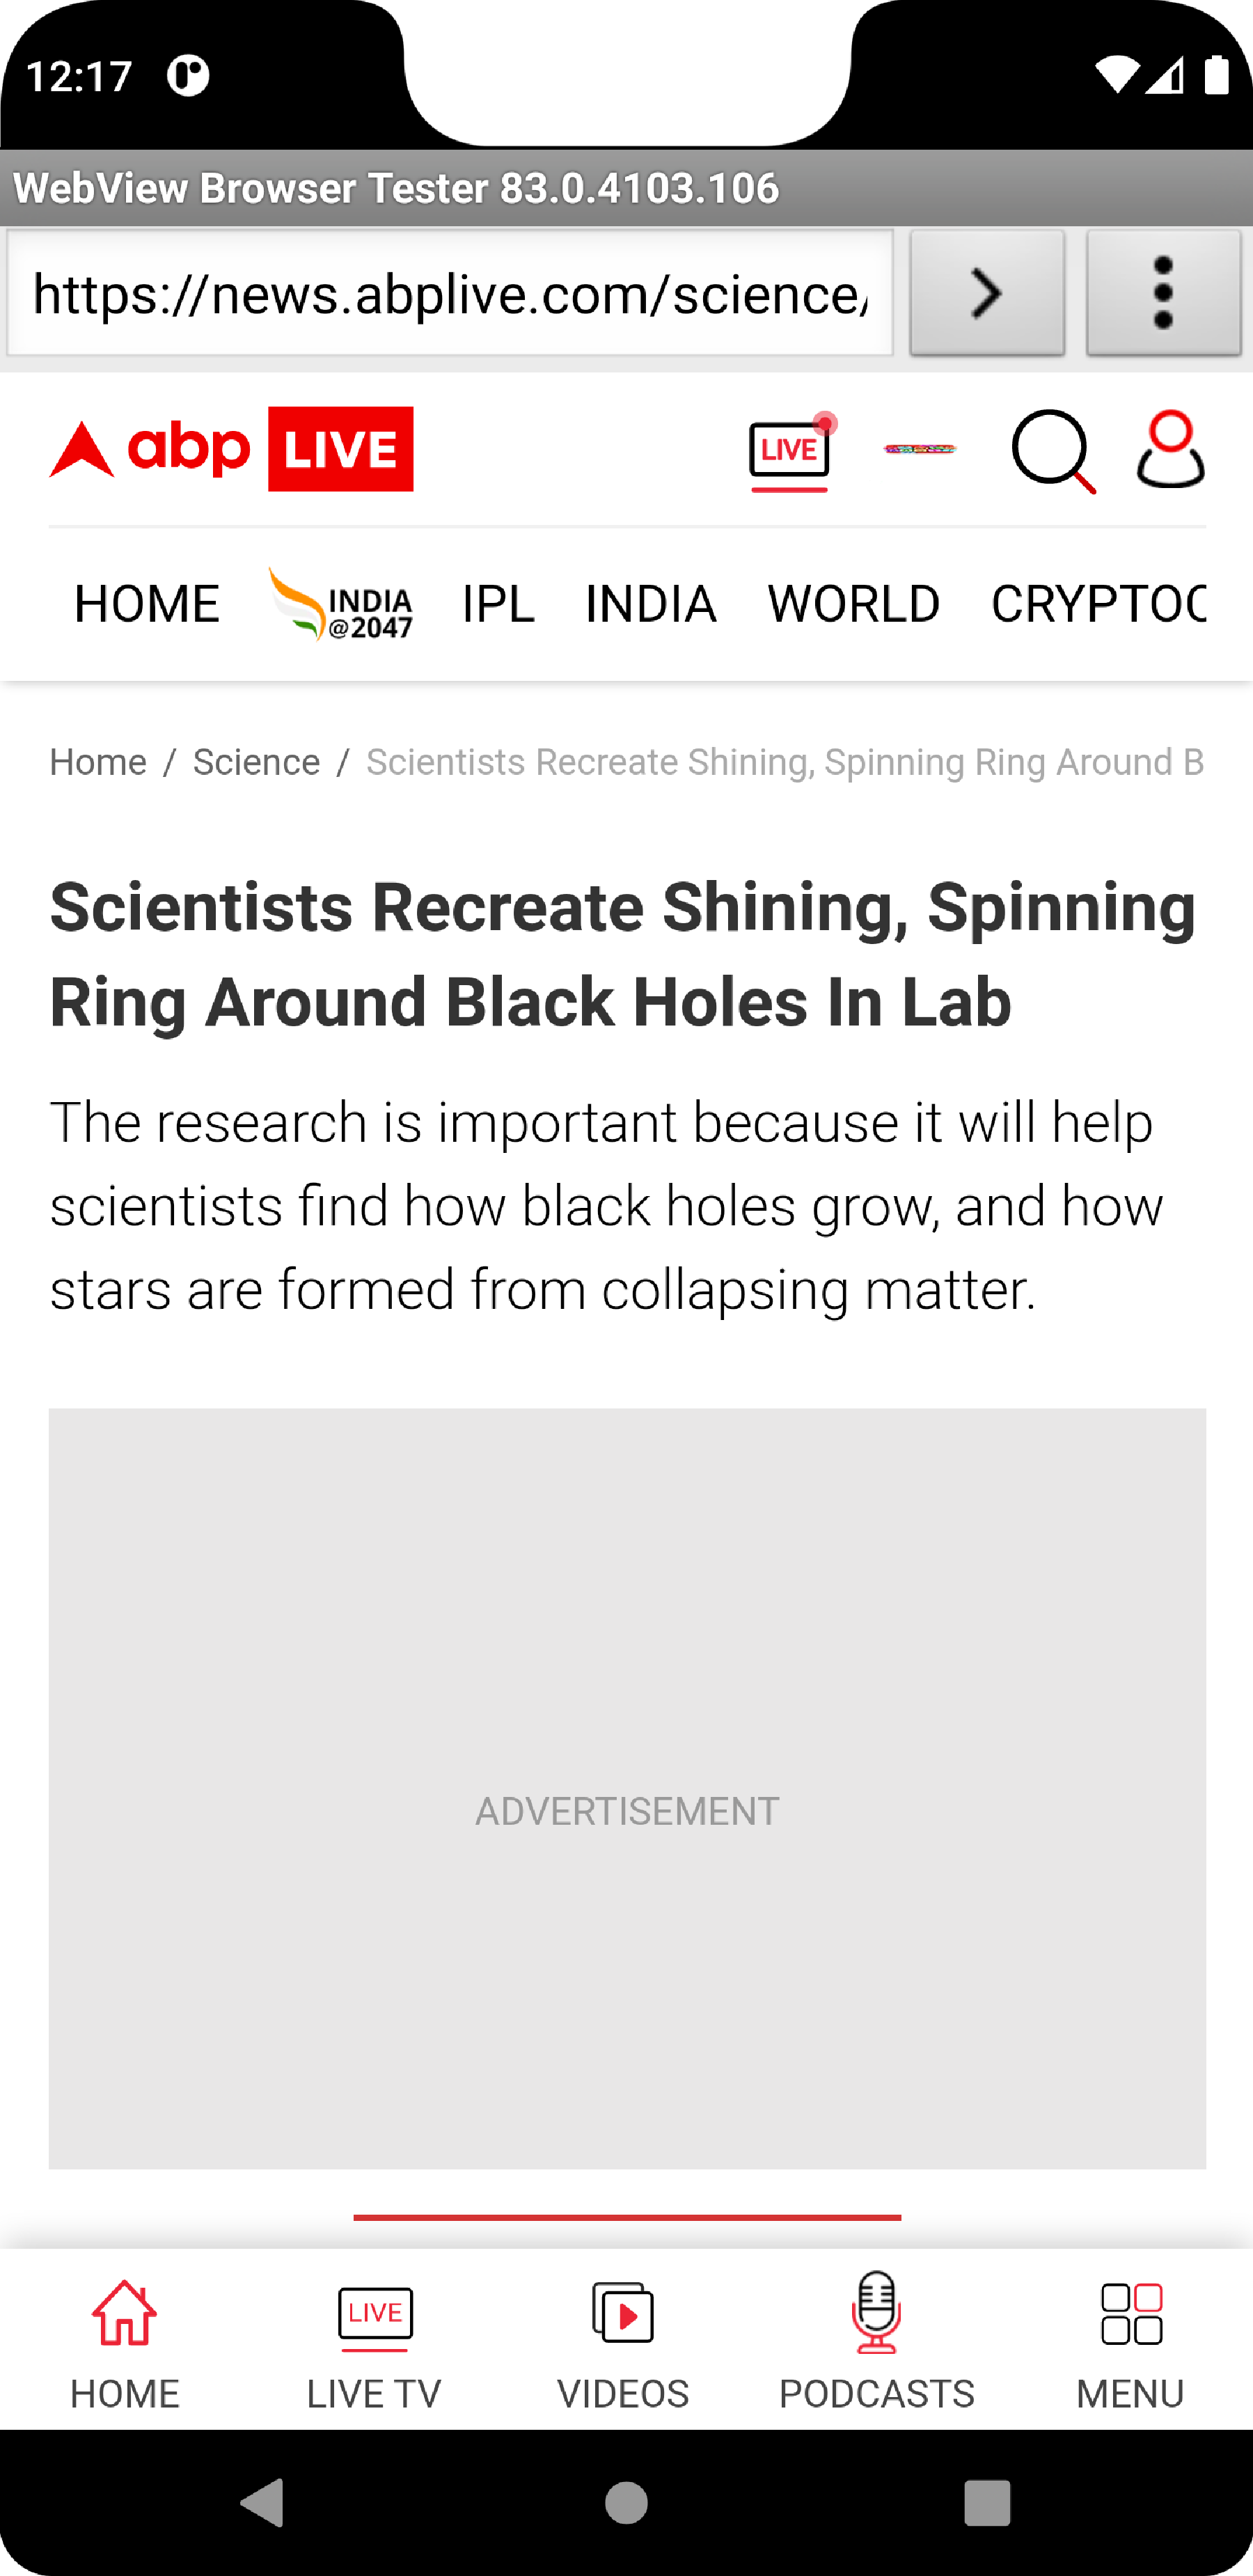 12:17
WebView Browser Tester 83.0.4103.106
https://news.abplive.com/science/
abp LIVE
LIVE
HOME
INDIA
@2047
IPL
INDIA
WORLD
CRYPTOC
Home / Science / Scientists Recreate Shining, Spinning Ring Around B
Scientists Recreate Shining, Spinning
Ring Around Black Holes In Lab
The research is important because it will help
scientists find how black holes grow, and how
stars are formed from collapsing matter.
ADVERTISEMENT
LIVE
HOME
LIVE TV
VIDEOS
PODCASTS
MENU